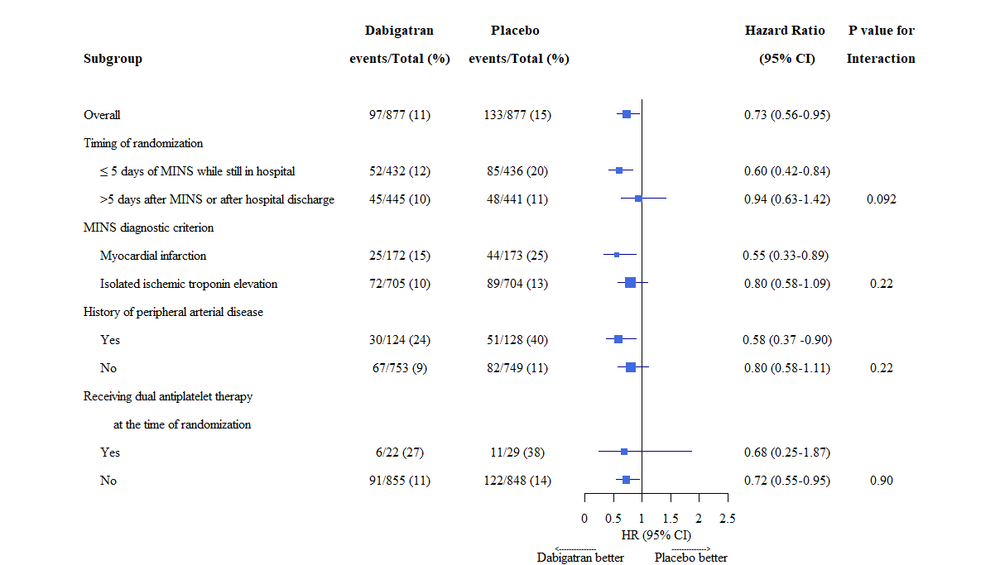 Dabigatran Placebo Hazard Ratio P value for
Subgroup events/Total (%) events/Total (%) (95% CI) Interaction
Overall 97/877 (11) 133/877 (15) 0.73 (0.56-0.95)
Timing of randomization
≤ 5 days of MINS while still in hospital 52/432 (12) 85/436 (20) 0.60 (0.42-0.84)
>5 days after MINS or after hospital discharge 45/445 (10) 48/441 (11) 0.94 (0.63-1.42) 0.092
MINS diagnostic criterion
Myocardial infarction 25/172 (15) 44/173 (25) 0.55 (0.33-0.89)
Isolated ischemic troponin elevation 72/705 (10) 89/704 (13) 0.80 (0.58-1.09) 0.22
History of peripheral arterial disease
Yes 30/124 (24) 51/128 (40) 0.58 (0.37 -0.90)
No 67/753 (9) 82/749 (11) 0.80 (0.58-1.11) 0.22
Receiving dual antiplatelet therapy
at the time of randomization
Yes 6/22 (27) 11/29 (38) 0.68 (0.25-1.87)
No 91/855 (11) 122/848 (14) 0.72 (0.55-0.95) 0.90
0 0.5 1 1.5 2 2.5
HR (95% CI)
<--------------- --------------->
Dabigatran better Placebo better